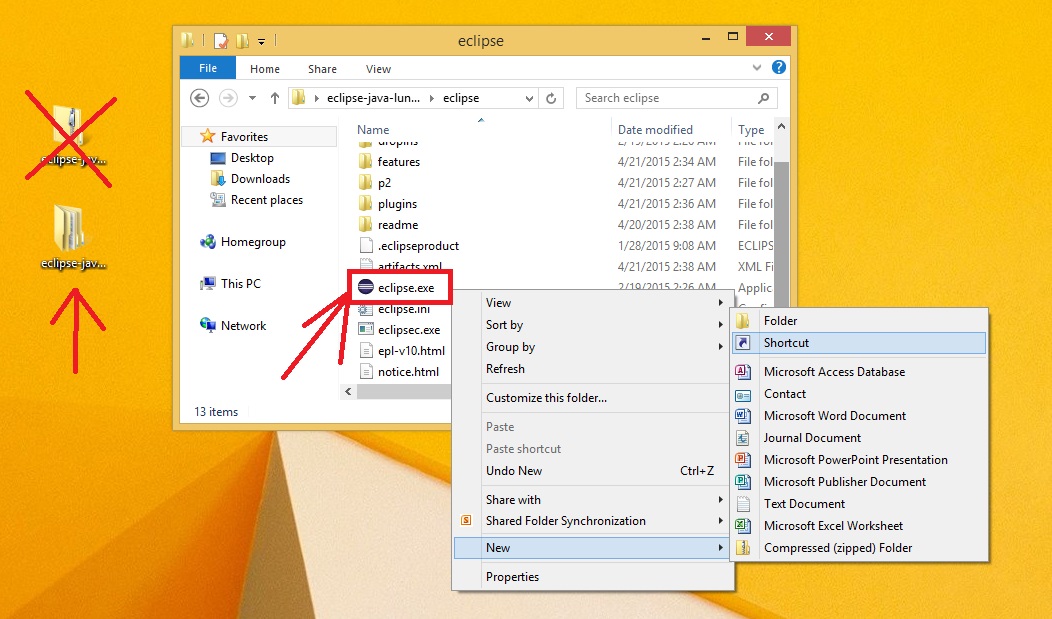 eclipse
File
Home
Share
View
eclipse-java-lun...
eclipse
Search eclipse
eclipse-jav...
eclipse-jav...
Favorites
Desktop
Downloads
Recent places
Homegroup
This PC
Network
Name
Date modified
Type
dropins
2/19/2015 2:26 AM
File fol
features
4/21/2015 2:34 AM
File fol
p2
4/21/2015 2:27 AM
File fol
plugins
4/21/2015 2:36 AM
File fol
readme
4/20/2015 2:38 AM
File fol
.eclipseproduct
1/28/2015 9:08 AM
ECLIPS
artifacts.xml
4/21/2015 2:38 AM
XML Fi
eclipse.exe
2/19/2015 2:26 AM
Applic
eclipse.ini
eclipsec.exe
epl-v10.html
notice.html
13 items
View
Sort by
Group by
Refresh
Customize this folder...
Paste
Paste shortcut
Undo New
Ctrl+Z
Share with
Shared Folder Synchronization
New
Properties
Folder
Shortcut
Microsoft Access Database
Contact
Microsoft Word Document
Journal Document
Microsoft PowerPoint Presentation
Microsoft Publisher Document
Text Document
Microsoft Excel Worksheet
Compressed (zipped) Folder